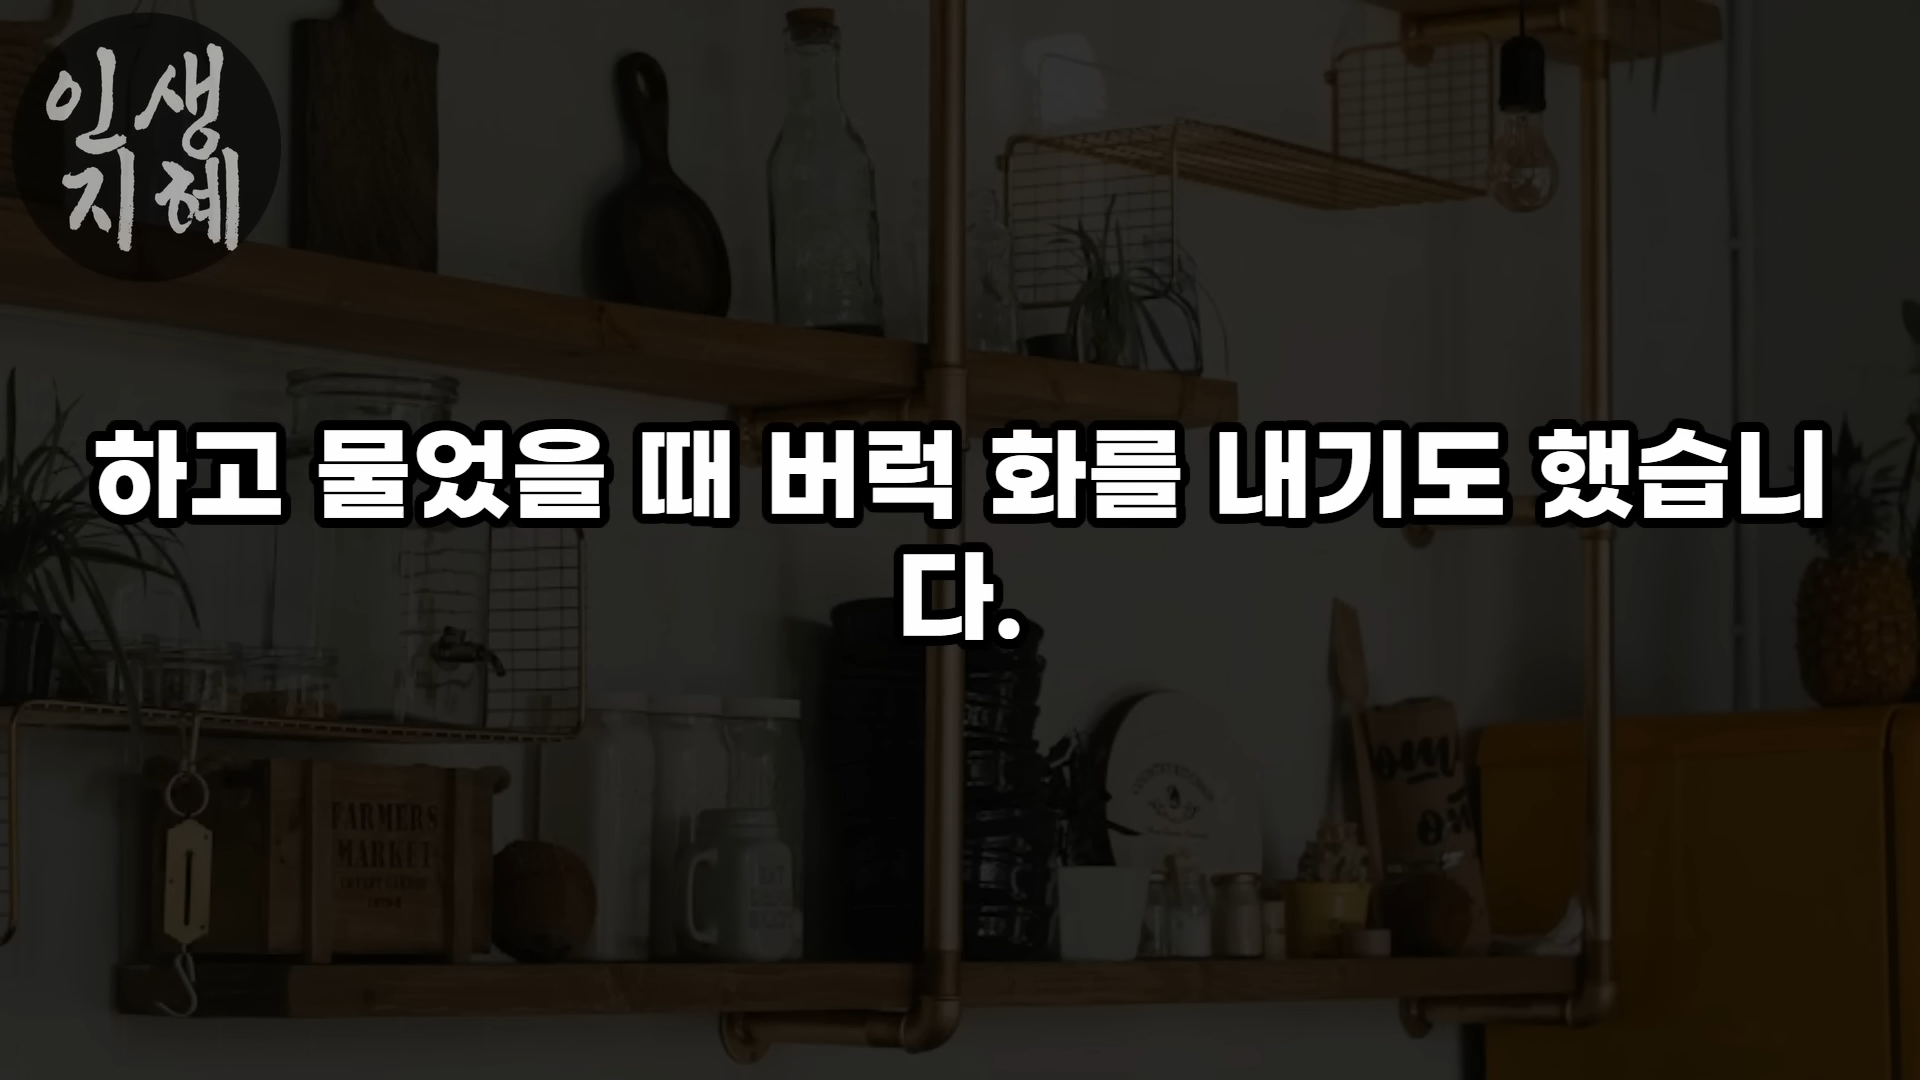 인생
지혜
하고 물었을 때 버럭 화를 내기도 했습니
다.
FARMERS
MARKET